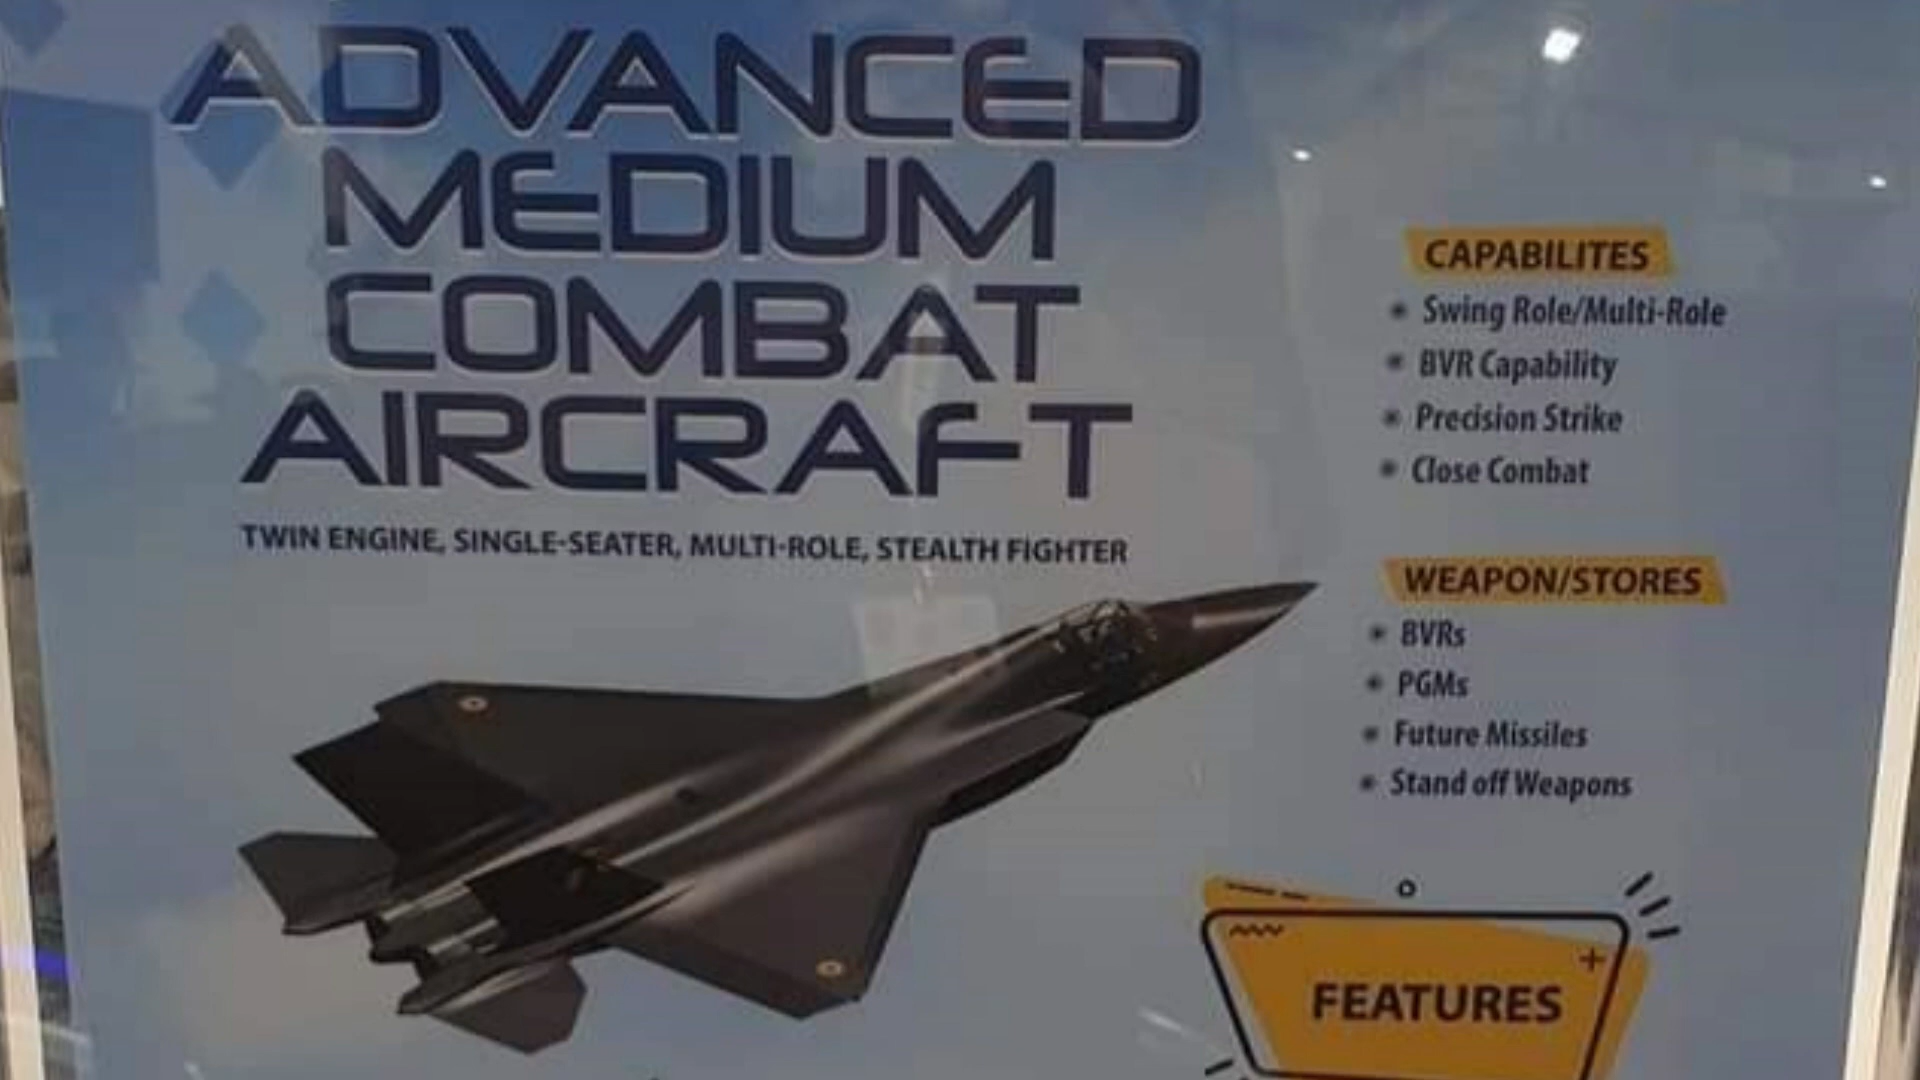 ADVANCED
MEDIUM
COMBAT
AIRCRAFT
TWIN ENGINE, SINGLE-SEATER, MULTI-ROLE, STEALTH FIGHTER
CAPABILITES
• Swing Role/Multi-Role
• BVR Capability
• Precision Strike
• Close Combat
WEAPON/STORES
• BVRs
• PGMs
• Future Missiles
• Stand off Weapons
FEATURES